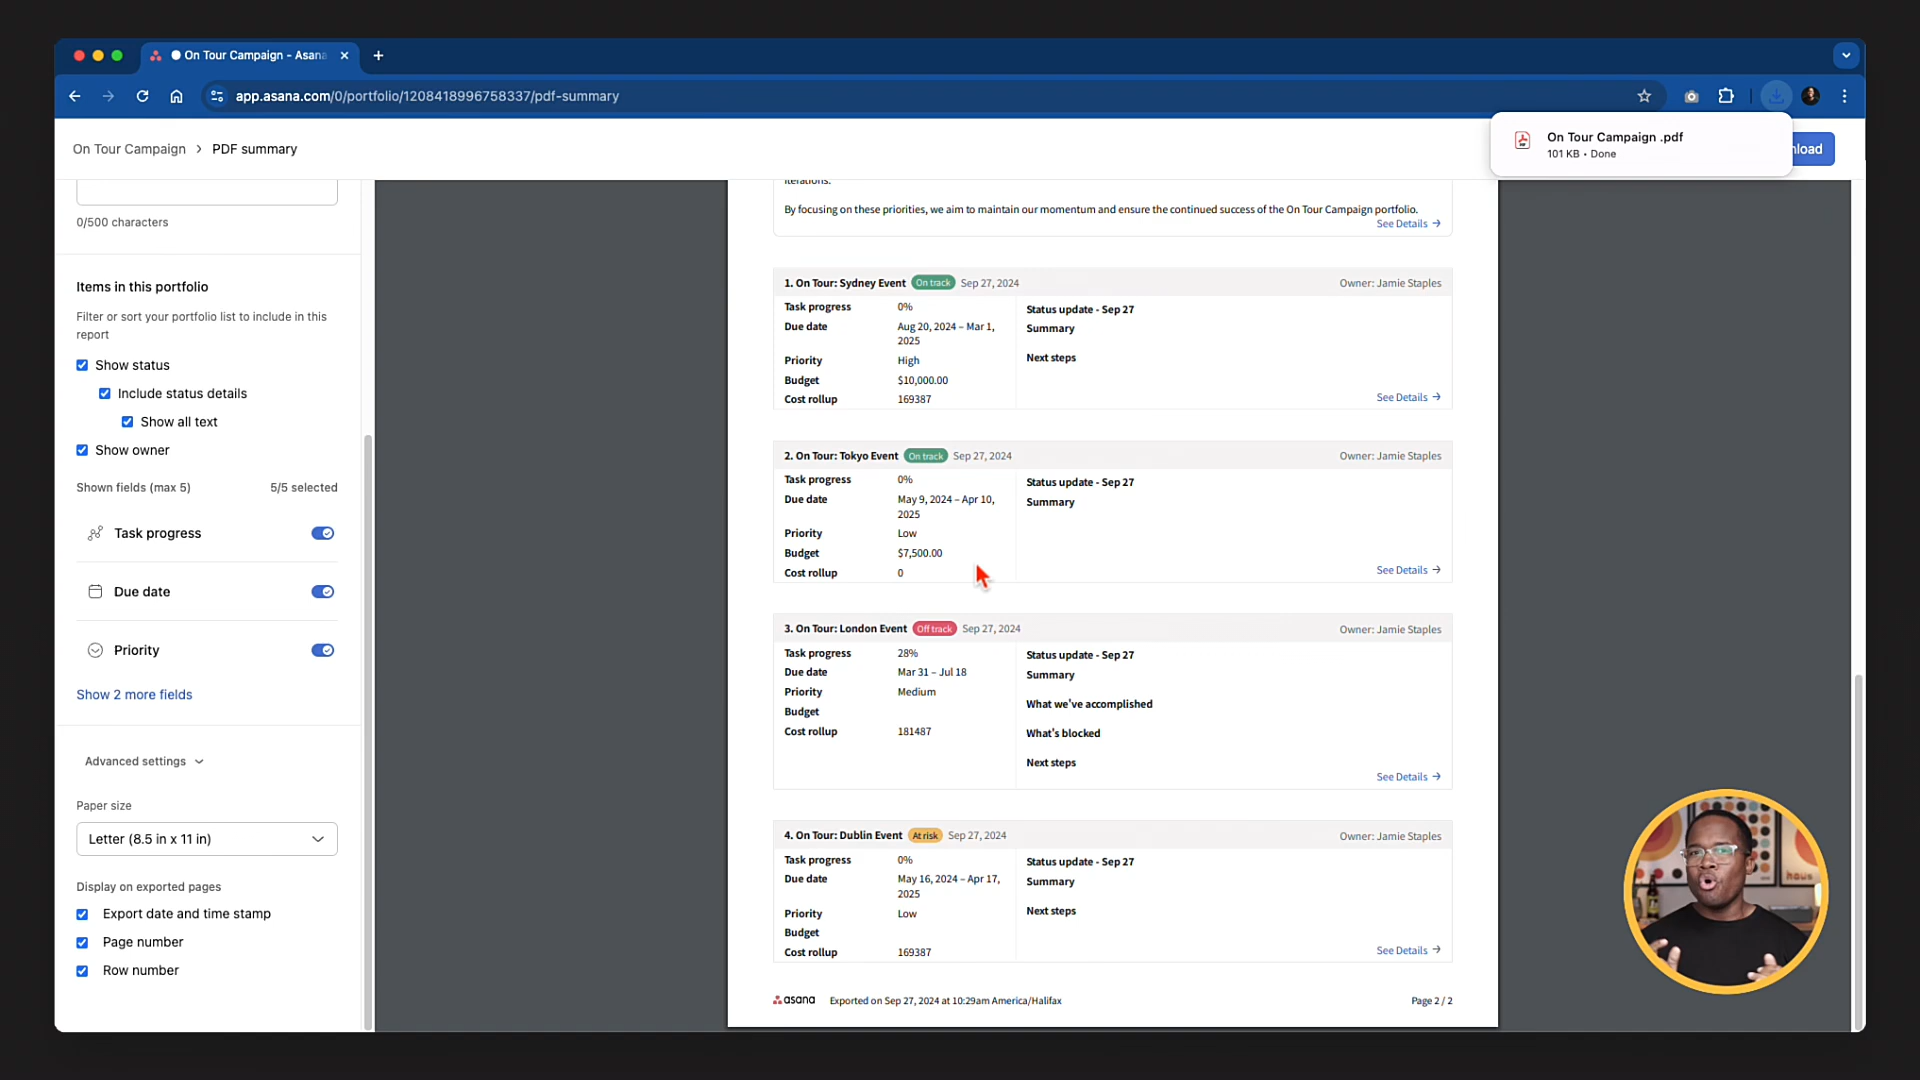 On Tour Campaign - Asana
app.asana.com/0/portfolio/1208418996758337/pdf-summary
On Tour Campaign > PDF summary
On Tour Campaign .pdf
101 KB • Done
0/500 characters
Items in this portfolio
Filter or sort your portfolio list to include in this
report
Show status
Include status details
Show all text
Show owner
Shown fields (max 5) 5/5 selected
Task progress
Due date
Priority
Show 2 more fields
Advanced settings
Paper size
Letter (8.5 in x 11 in)
Display on exported pages
Export date and time stamp
Page number
Row number
iterations.
By focusing on these priorities, we aim to maintain our momentum and ensure the continued success of the On Tour Campaign portfolio.
See Details →
1. On Tour: Sydney Event On track Sep 27, 2024 Owner: Jamie Staples
Task progress 0%
Due date Aug 20, 2024 – Mar 1,
2025
Priority High
Budget $10,000.00
Cost rollup 169387
Status update - Sep 27
Summary
Next steps
See Details →
2. On Tour: Tokyo Event On track Sep 27, 2024 Owner: Jamie Staples
Task progress 0%
Due date May 9, 2024 – Apr 10,
2025
Priority Low
Budget $7,500.00
Cost rollup 0
Status update - Sep 27
Summary
See Details →
3. On Tour: London Event Off track Sep 27, 2024 Owner: Jamie Staples
Task progress 28%
Due date Mar 31 – Jul 18
Priority Medium
Budget
Cost rollup 181487
Status update - Sep 27
Summary
What we've accomplished
What's blocked
Next steps
See Details →
4. On Tour: Dublin Event At risk Sep 27, 2024 Owner: Jamie Staples
Task progress 0%
Due date May 16, 2024 – Apr 17,
2025
Priority Low
Budget
Cost rollup 169387
Status update - Sep 27
Summary
Next steps
See Details →
asana Exported on Sep 27, 2024 at 10:29am America/Halifax Page 2 / 2
haus